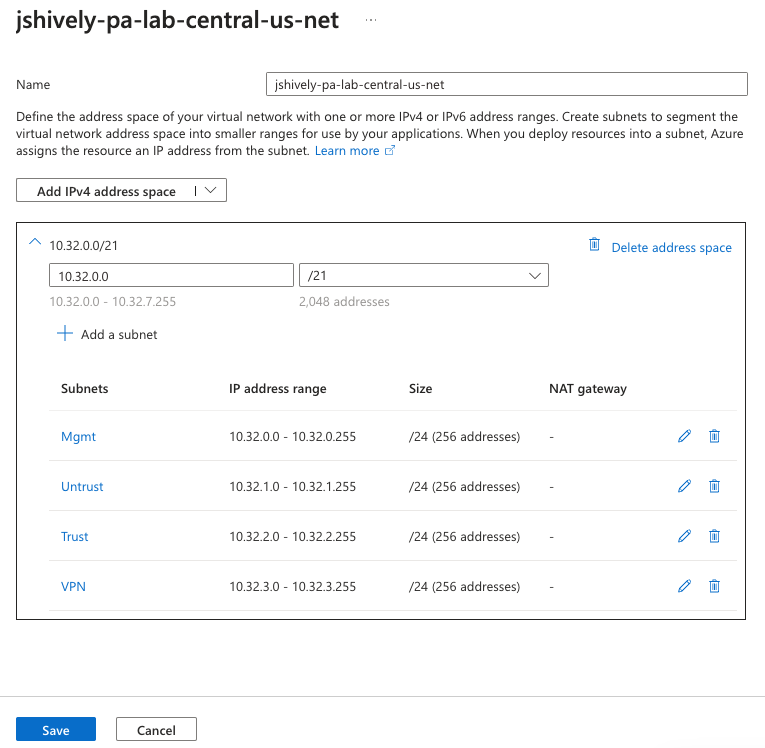 jshively-pa-lab-central-us-net ...
Name jshively-pa-lab-central-us-net
Define the address space of your virtual network with one or more IPv4 or IPv6 address ranges. Create subnets to segment the
virtual network address space into smaller ranges for use by your applications. When you deploy resources into a subnet, Azure
assigns the resource an IP address from the subnet. Learn more
Add IPv4 address space
10.32.0.0/21 Delete address space
10.32.0.0 /21
10.32.0.0 - 10.32.7.255 2,048 addresses
Add a subnet
Subnets IP address range Size NAT gateway
Mgmt 10.32.0.0 - 10.32.0.255 /24 (256 addresses) -
Untrust 10.32.1.0 - 10.32.1.255 /24 (256 addresses) -
Trust 10.32.2.0 - 10.32.2.255 /24 (256 addresses) -
VPN 10.32.3.0 - 10.32.3.255 /24 (256 addresses) -
Save Cancel